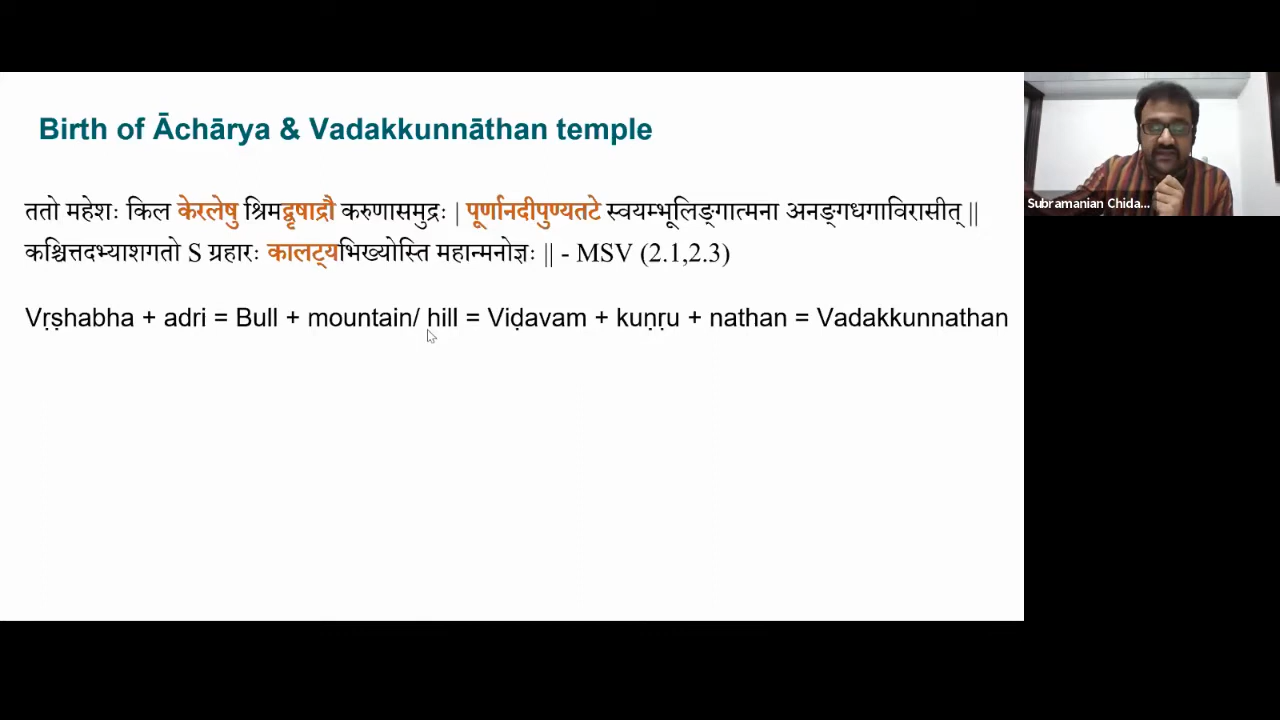 Birth of Āchārya & Vadakkunnāthan temple
ततो महेशः किल केरलेषु श्रिमद्वृषाद्रौ करुणासमुद्रः | पूर्णानदीपुण्यतटे स्वयम्भूलिङ्गात्मना अनङ्गधगाविरासीत् ||
कश्चित्तदभ्याशगतो S ग्रहारः कालट्यभिख्योस्ति महान्मनोज्ञः || - MSV (2.1,2.3)
Vṛṣhabha + adri = Bull + mountain/ hill = Viḍavam + kuṇṛu + nathan = Vadakkunnathan
Subramanian Chida...